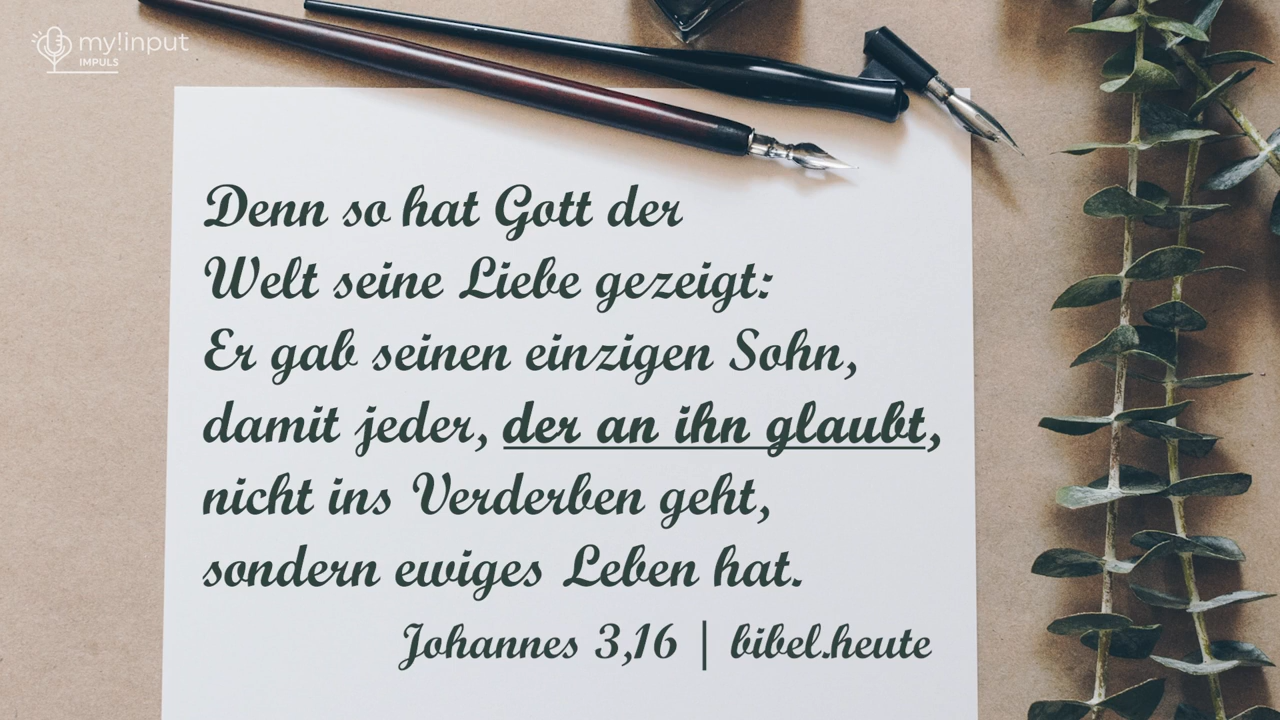 my!input
IMPULS
Denn so hat Gott der
Welt seine Liebe gezeigt:
Er gab seinen einzigen Sohn,
damit jeder, der an ihn glaubt,
nicht ins Verderben geht,
sondern ewiges Leben hat.
Johannes 3,16 | bibel.heute